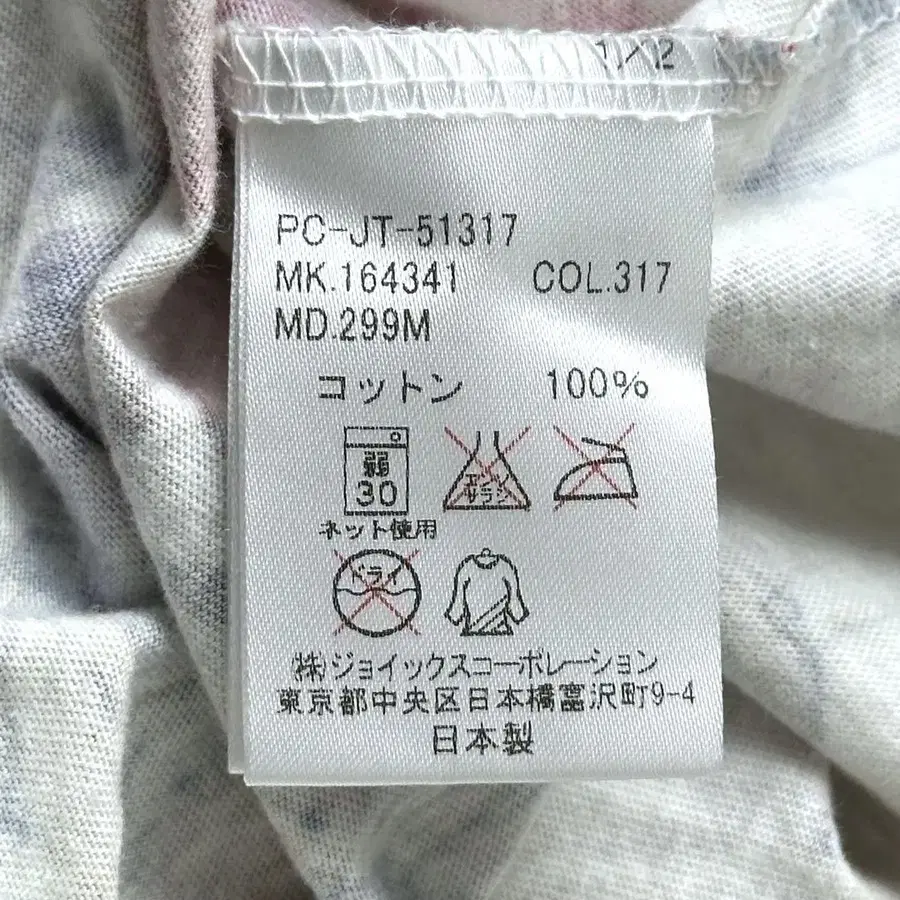 1/2
PC-JT-51317
MK.164341 COL.317
MD.299M
コットン 100%
弱
30
エンソ
サラシ
ネット使用
ドライ
㈱ジョイックスコーポレーション
東京都中央区日本橋富沢町9-4
日本製